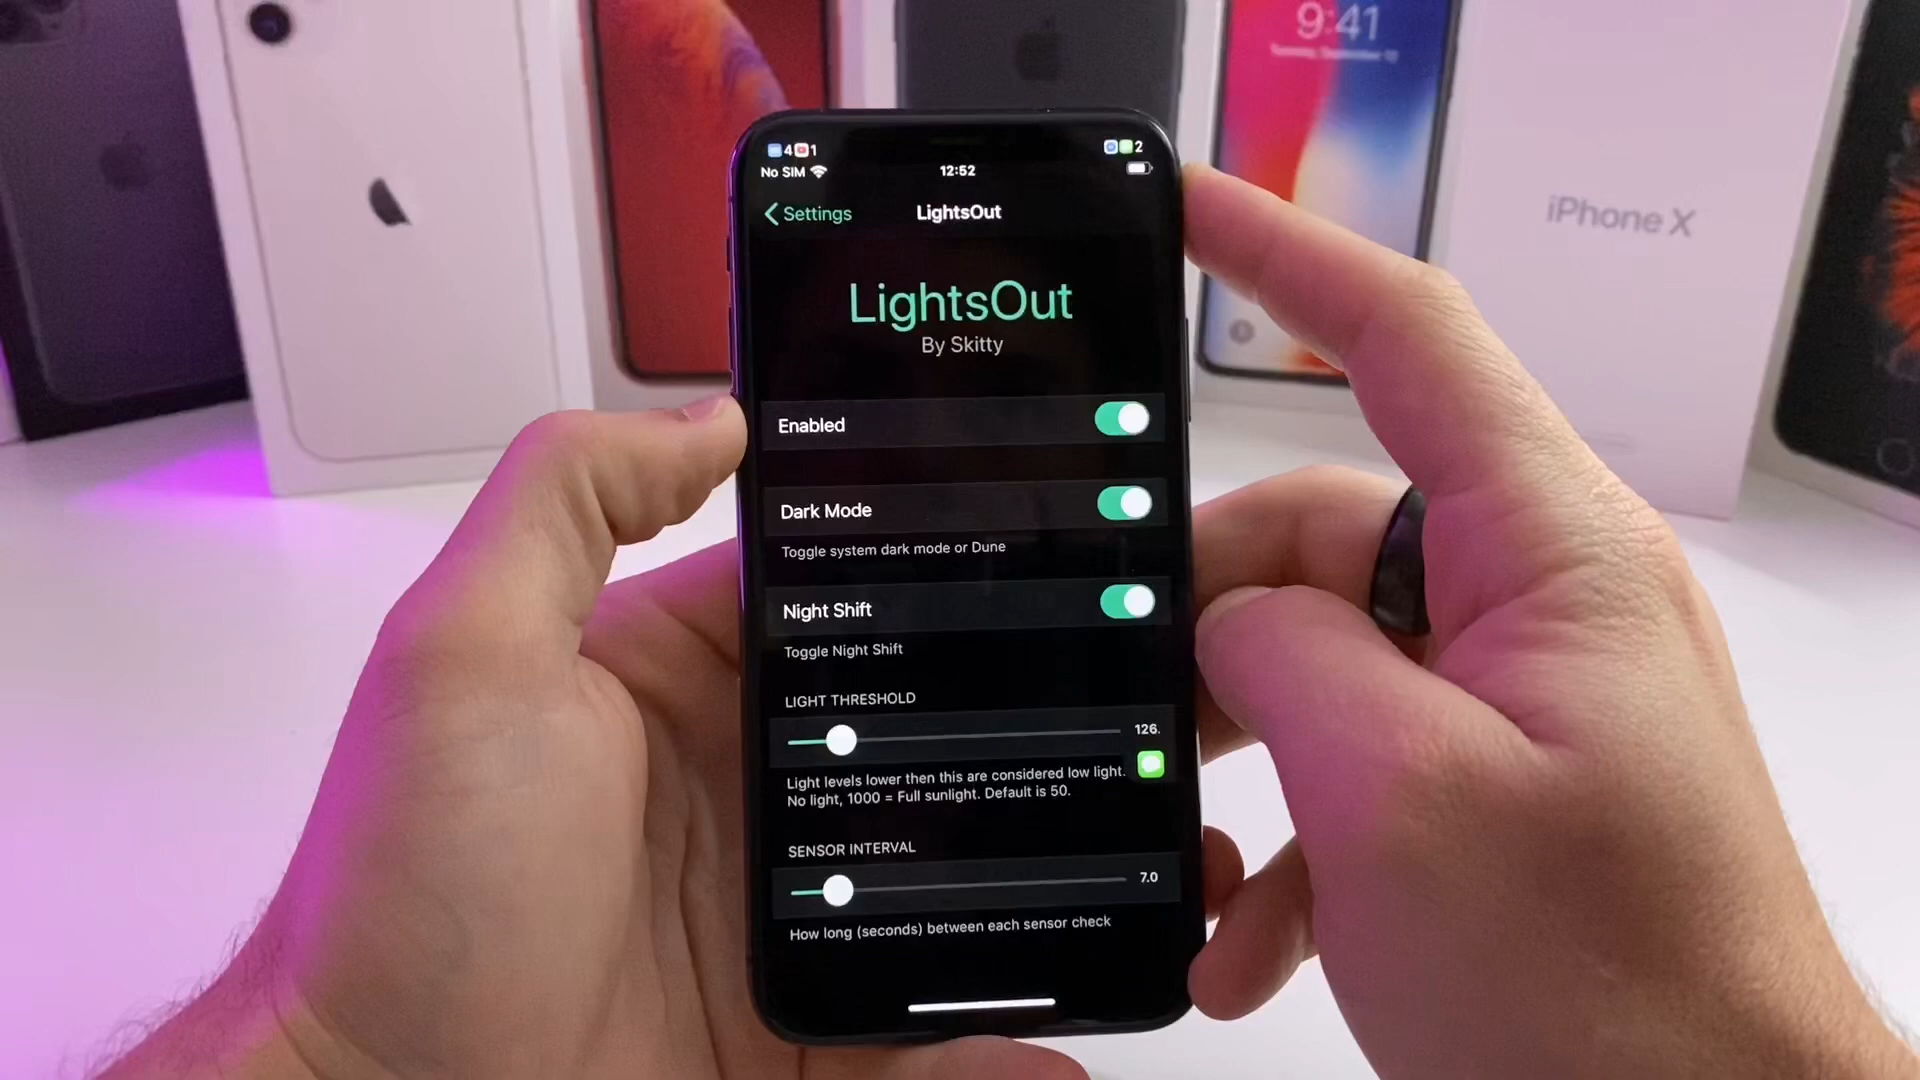 9:41
4 1
2
No SIM
12:52
Settings
LightsOut
iPhone X
LightsOut
By Skitty
Enabled
Dark Mode
Toggle system dark mode or Dune
Night Shift
Toggle Night Shift
LIGHT THRESHOLD
126.
Light levels lower then this are considered low light.
No light, 1000 = Full sunlight. Default is 50.
SENSOR INTERVAL
7.0
How long (seconds) between each sensor check